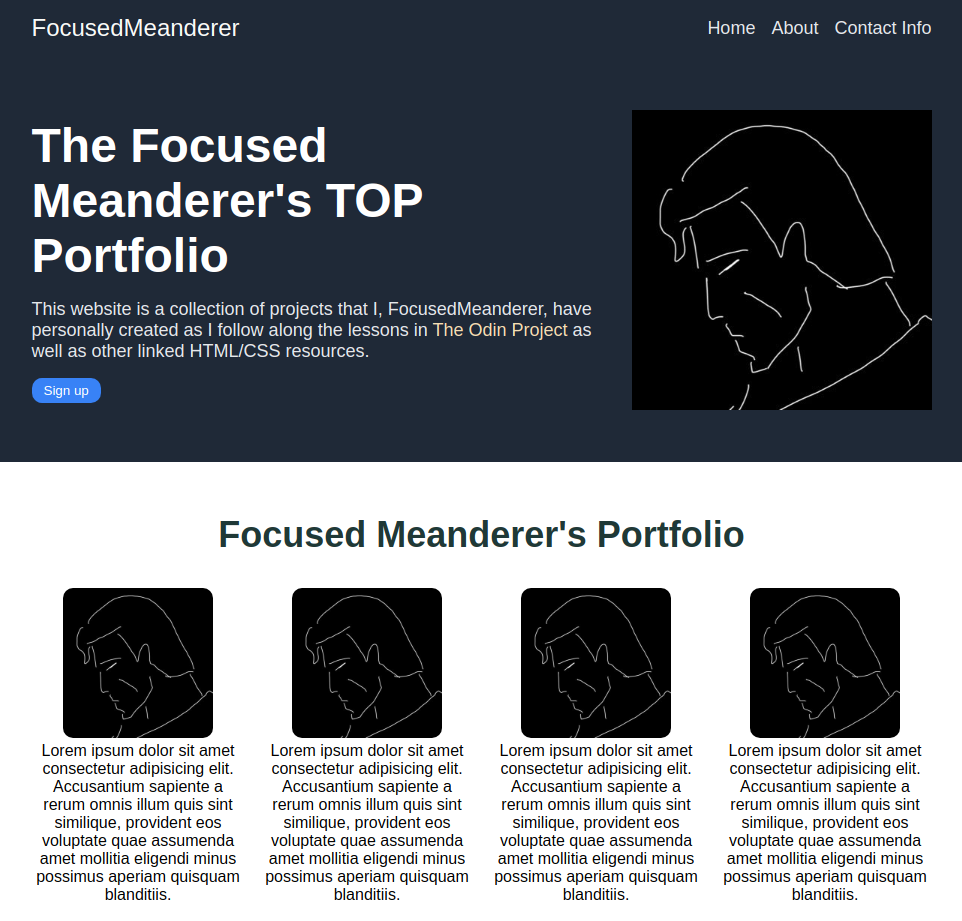 FocusedMeanderer
Home About Contact Info
The Focused
Meanderer's TOP
Portfolio
This website is a collection of projects that I, FocusedMeanderer, have
personally created as I follow along the lessons in The Odin Project as
well as other linked HTML/CSS resources.
Sign up
Focused Meanderer's Portfolio
Lorem ipsum dolor sit amet
consectetur adipisicing elit.
Accusantium sapiente a
rerum omnis illum quis sint
similique, provident eos
voluptate quae assumenda
amet mollitia eligendi minus
possimus aperiam quisquam
blanditiis.
Lorem ipsum dolor sit amet
consectetur adipisicing elit.
Accusantium sapiente a
rerum omnis illum quis sint
similique, provident eos
voluptate quae assumenda
amet mollitia eligendi minus
possimus aperiam quisquam
blanditiis.
Lorem ipsum dolor sit amet
consectetur adipisicing elit.
Accusantium sapiente a
rerum omnis illum quis sint
similique, provident eos
voluptate quae assumenda
amet mollitia eligendi minus
possimus aperiam quisquam
blanditiis.
Lorem ipsum dolor sit amet
consectetur adipisicing elit.
Accusantium sapiente a
rerum omnis illum quis sint
similique, provident eos
voluptate quae assumenda
amet mollitia eligendi minus
possimus aperiam quisquam
blanditiis.